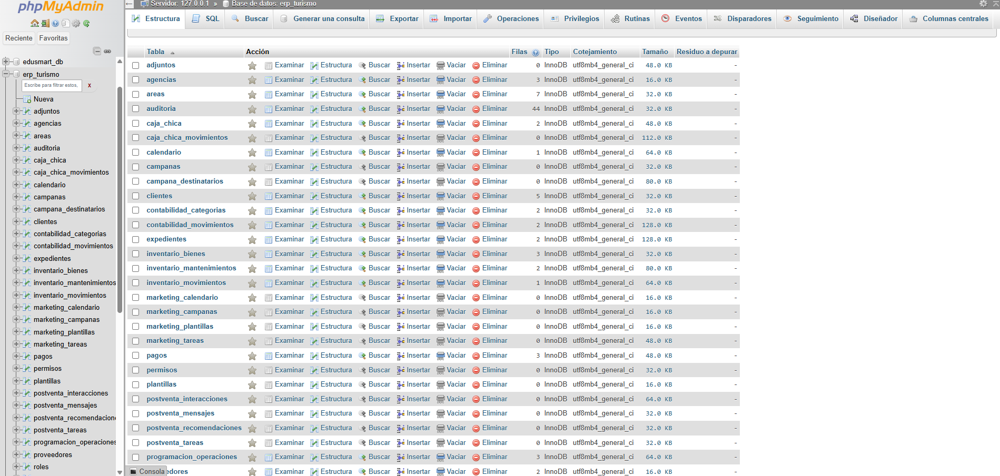 phpMyAdmin
Reciente Favoritas
edusmart_db
erp_turismo
Escribe para filtrar estos, x
Nueva
adjuntos
agencias
areas
auditoria
caja_chica
caja_chica_movimientos
calendario
campanas
campana_destinatarios
clientes
contabilidad_categorias
contabilidad_movimientos
expedientes
inventario_bienes
inventario_mantenimientos
inventario_movimientos
marketing_calendario
marketing_campanas
marketing_plantillas
marketing_tareas
pagos
permisos
plantillas
postventa_interacciones
postventa_mensajes
postventa_recomendacion
postventa_tareas
programacion_operaciones
proveedores
roles
Servidor: 127.0.0.1 » Base de datos: erp_turismo
Estructura SQL Buscar Generar una consulta Exportar Importar Operaciones Privilegios Rutinas Eventos Disparadores Seguimiento Diseñador Columnas centrales
Tabla Acción Filas Tipo Cotejamiento Tamaño Residuo a depurar
adjuntos Examinar Estructura Buscar Insertar Vaciar Eliminar 0 InnoDB utf8mb4_general_ci 48.0 KB -
agencias Examinar Estructura Buscar Insertar Vaciar Eliminar 3 InnoDB utf8mb4_general_ci 16.0 KB -
areas Examinar Estructura Buscar Insertar Vaciar Eliminar 7 InnoDB utf8mb4_general_ci 32.0 KB -
auditoria Examinar Estructura Buscar Insertar Vaciar Eliminar 44 InnoDB utf8mb4_general_ci 32.0 KB -
caja_chica Examinar Estructura Buscar Insertar Vaciar Eliminar 2 InnoDB utf8mb4_general_ci 48.0 KB -
caja_chica_movimientos Examinar Estructura Buscar Insertar Vaciar Eliminar 0 InnoDB utf8mb4_general_ci 112.0 KB -
calendario Examinar Estructura Buscar Insertar Vaciar Eliminar 1 InnoDB utf8mb4_general_ci 64.0 KB -
campanas Examinar Estructura Buscar Insertar Vaciar Eliminar 0 InnoDB utf8mb4_general_ci 32.0 KB -
campana_destinatarios Examinar Estructura Buscar Insertar Vaciar Eliminar 0 InnoDB utf8mb4_general_ci 80.0 KB -
clientes Examinar Estructura Buscar Insertar Vaciar Eliminar 5 InnoDB utf8mb4_general_ci 32.0 KB -
contabilidad_categorias Examinar Estructura Buscar Insertar Vaciar Eliminar 2 InnoDB utf8mb4_general_ci 32.0 KB -
contabilidad_movimientos Examinar Estructura Buscar Insertar Vaciar Eliminar 2 InnoDB utf8mb4_general_ci 128.0 KB -
expedientes Examinar Estructura Buscar Insertar Vaciar Eliminar 2 InnoDB utf8mb4_general_ci 128.0 KB -
inventario_bienes Examinar Estructura Buscar Insertar Vaciar Eliminar 3 InnoDB utf8mb4_general_ci 32.0 KB -
inventario_mantenimientos Examinar Estructura Buscar Insertar Vaciar Eliminar 2 InnoDB utf8mb4_general_ci 80.0 KB -
inventario_movimientos Examinar Estructura Buscar Insertar Vaciar Eliminar 1 InnoDB utf8mb4_general_ci 64.0 KB -
marketing_calendario Examinar Estructura Buscar Insertar Vaciar Eliminar 0 InnoDB utf8mb4_general_ci 16.0 KB -
marketing_campanas Examinar Estructura Buscar Insertar Vaciar Eliminar 0 InnoDB utf8mb4_general_ci 16.0 KB -
marketing_plantillas Examinar Estructura Buscar Insertar Vaciar Eliminar 0 InnoDB utf8mb4_general_ci 16.0 KB -
marketing_tareas Examinar Estructura Buscar Insertar Vaciar Eliminar 0 InnoDB utf8mb4_general_ci 48.0 KB -
pagos Examinar Estructura Buscar Insertar Vaciar Eliminar 3 InnoDB utf8mb4_general_ci 48.0 KB -
permisos Examinar Estructura Buscar Insertar Vaciar Eliminar 0 InnoDB utf8mb4_general_ci 32.0 KB -
plantillas Examinar Estructura Buscar Insertar Vaciar Eliminar 0 InnoDB utf8mb4_general_ci 16.0 KB -
postventa_interacciones Examinar Estructura Buscar Insertar Vaciar Eliminar 0 InnoDB utf8mb4_general_ci 64.0 KB -
postventa_mensajes Examinar Estructura Buscar Insertar Vaciar Eliminar 0 InnoDB utf8mb4_general_ci 32.0 KB -
postventa_recomendaciones Examinar Estructura Buscar Insertar Vaciar Eliminar 0 InnoDB utf8mb4_general_ci 32.0 KB -
postventa_tareas Examinar Estructura Buscar Insertar Vaciar Eliminar 0 InnoDB utf8mb4_general_ci 32.0 KB -
programacion_operaciones Examinar Estructura Buscar Insertar Vaciar Eliminar 3 InnoDB utf8mb4_general_ci 64.0 KB -
Consola edores Examinar Estructura Buscar Insertar Vaciar Eliminar 2 InnoDB utf8mb4_general_ci 16.0 KB -